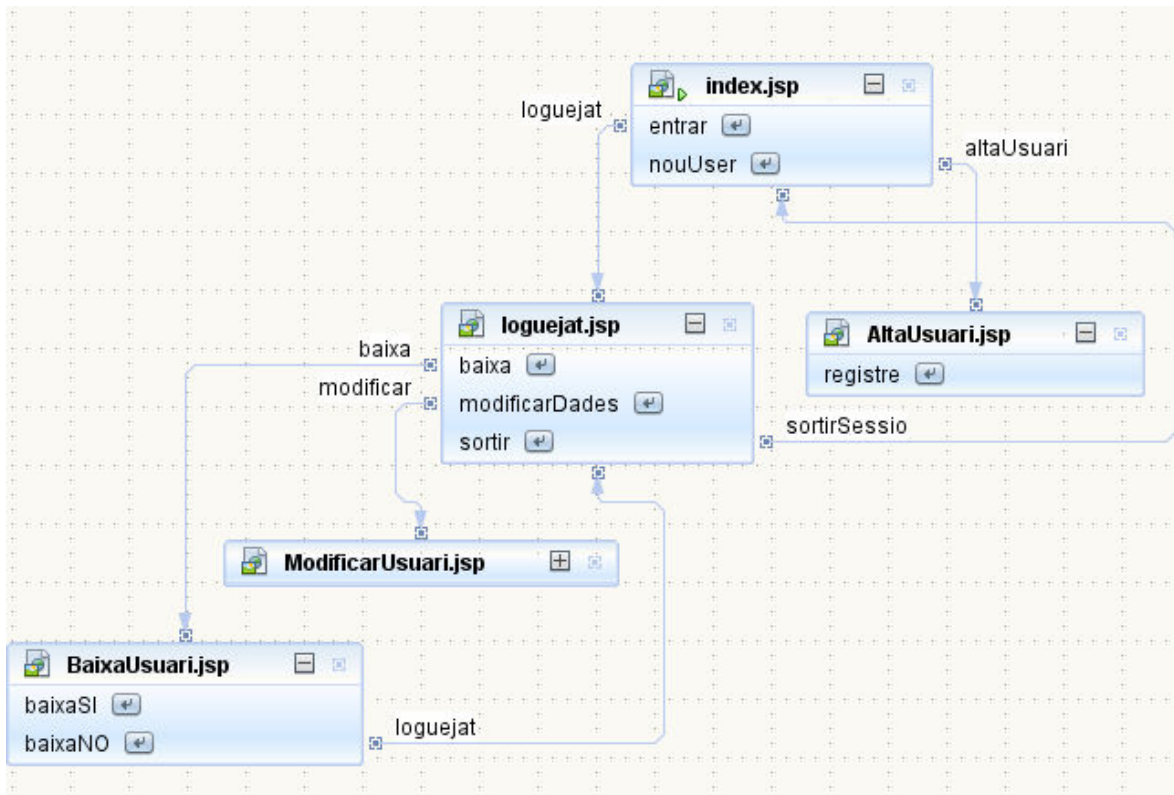 index.jsp
loguejat
entrar
nouUser
altaUsuari
loguejat.jsp
baixa
baixa
modificar
modificarDades
sortir
AltaUsuari.jsp
registre
sortirSessio
ModificarUsuari.jsp
BaixaUsuari.jsp
baixaSI
baixaNO
loguejat